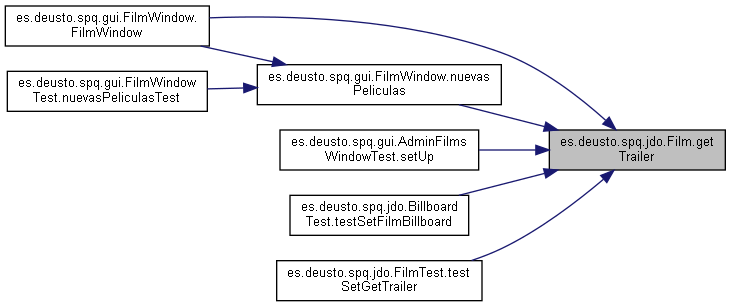 es.deusto.spq.gui.FilmWindow.
FilmWindow
es.deusto.spq.gui.FilmWindow
Test.nuevasPeliculasTest
es.deusto.spq.gui.FilmWindow.nuevas
Peliculas
es.deusto.spq.gui.AdminFilms
WindowTest.setUp
es.deusto.spq.jdo.Billboard
Test.testSetFilmBillboard
es.deusto.spq.jdo.FilmTest.test
SetGetTrailer
es.deusto.spq.jdo.Film.get
Trailer